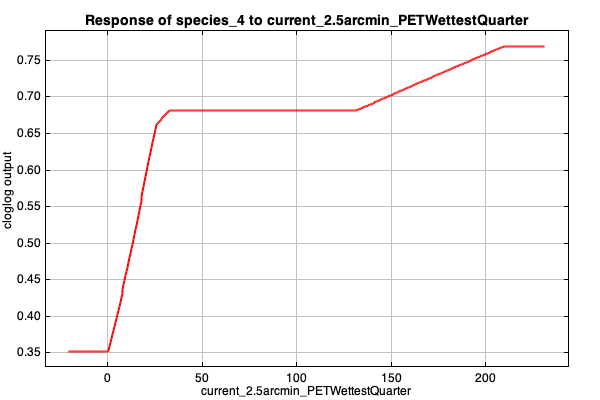 Response of species_4 to current_2.5arcmin_PETWettestQuarter
cloglog output
0.75
0.70
0.65
0.60
0.55
0.50
0.45
0.40
0.35
0 50 100 150 200
current_2.5arcmin_PETWettestQuarter